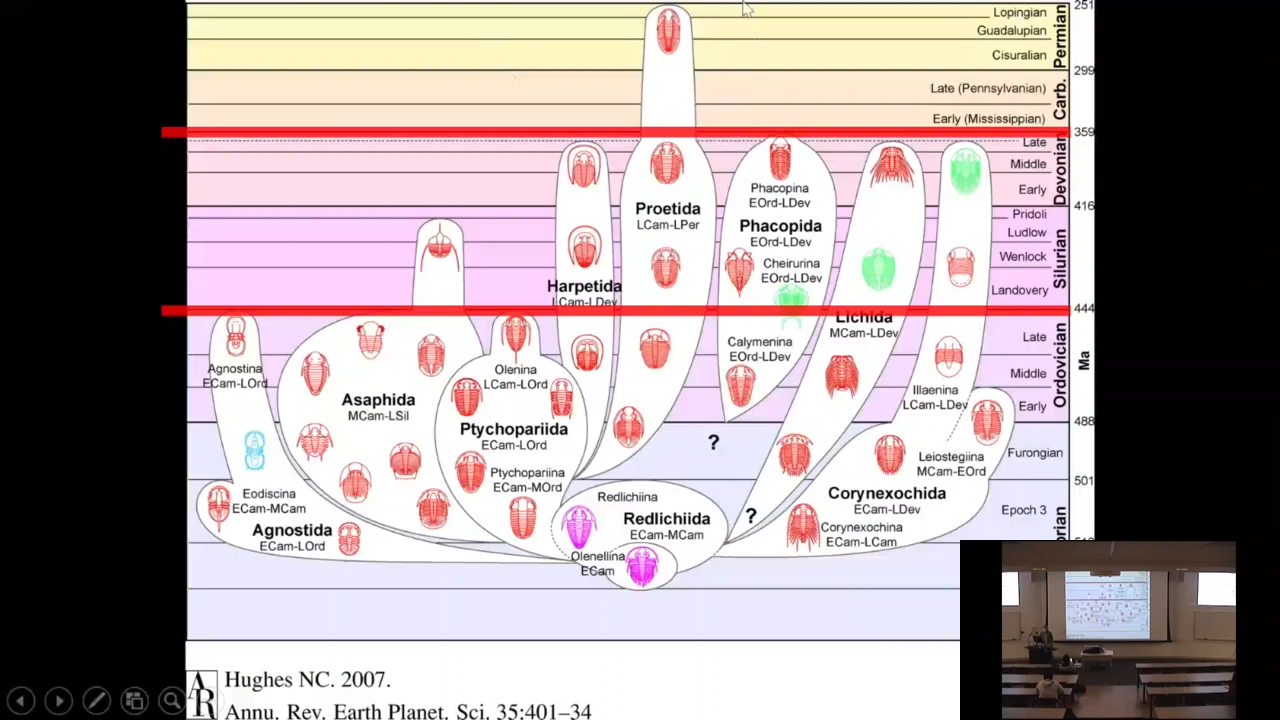 251
Lopingian
Guadalupian
Cisuralian
Permian
299
Late (Pennsylvanian)
Early (Mississippian)
Carb.
359
Late
Middle
Early
Devonian
416
Pridoli
Ludlow
Wenlock
Landovery
Silurian
444
Late
Middle
Early
Ordovician
Ma
488
Furongian
501
Epoch 3
Proetida
LCam-LPer
Phacopina
EOrd-LDev
Phacopida
EOrd-LDev
Cheirurina
EOrd-LDev
Harpetida
LCam-LDev
Lichida
MCam-LDev
Calymenina
EOrd-LDev
Agnostina
ECam-LOrd
Olenina
LCam-LOrd
Illaenina
LCam-LDev
Asaphida
MCam-LSil
Ptychopariida
ECam-LOrd
?
Leiostegiina
MCam-EOrd
Ptychopariina
ECam-MOrd
Eodiscina
ECam-MCam
Redlichiina
Corynexochida
ECam-LDev
Agnostida
ECam-LOrd
Redlichiida
ECam-MCam
?
Corynexochina
ECam-LCam
Olenellina
ECam
AR
Hughes NC. 2007.
Annu. Rev. Earth Planet. Sci. 35:401–34